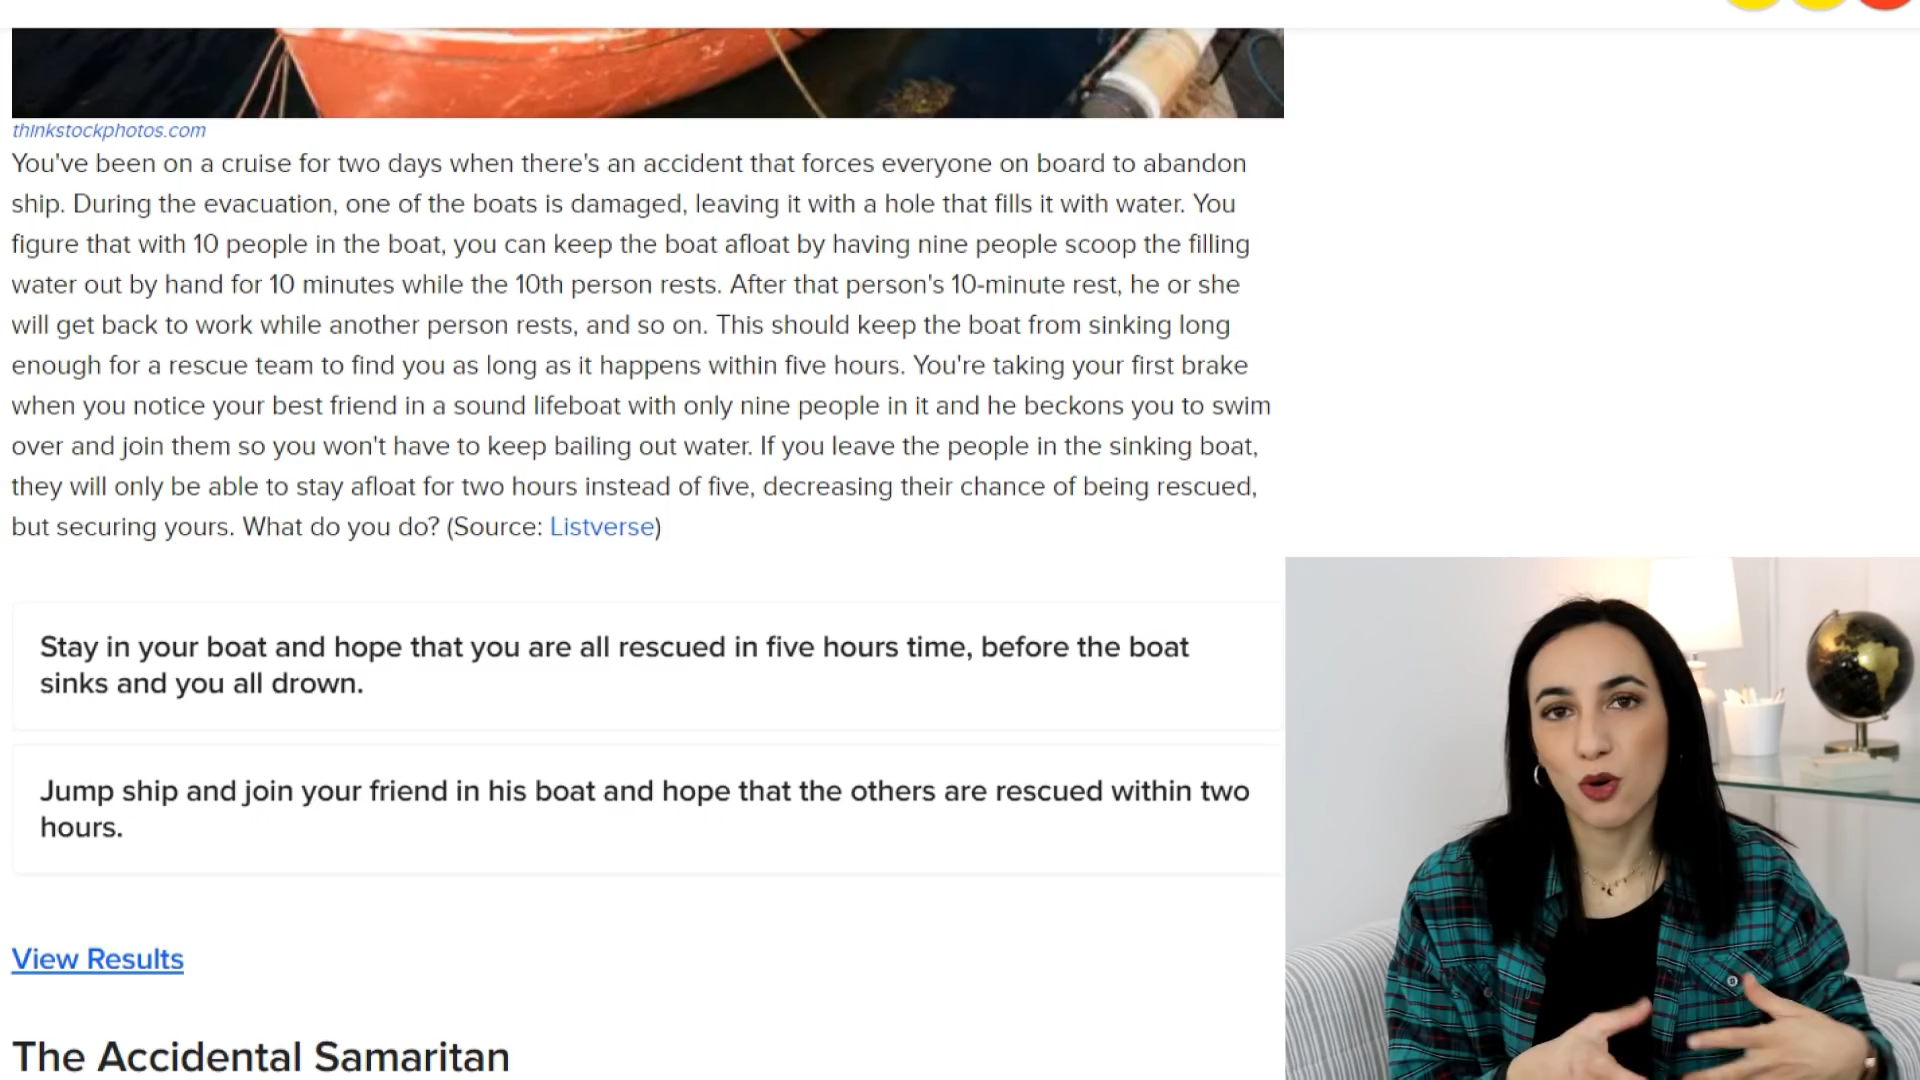 thinkstockphotos.com
You've been on a cruise for two days when there's an accident that forces everyone on board to abandon
ship. During the evacuation, one of the boats is damaged, leaving it with a hole that fills it with water. You
figure that with 10 people in the boat, you can keep the boat afloat by having nine people scoop the filling
water out by hand for 10 minutes while the 10th person rests. After that person's 10-minute rest, he or she
will get back to work while another person rests, and so on. This should keep the boat from sinking long
enough for a rescue team to find you as long as it happens within five hours. You're taking your first brake
when you notice your best friend in a sound lifeboat with only nine people in it and he beckons you to swim
over and join them so you won't have to keep bailing out water. If you leave the people in the sinking boat,
they will only be able to stay afloat for two hours instead of five, decreasing their chance of being rescued,
but securing yours. What do you do? (Source: Listverse)
Stay in your boat and hope that you are all rescued in five hours time, before the boat
sinks and you all drown.
Jump ship and join your friend in his boat and hope that the others are rescued within two
hours.
View Results
The Accidental Samaritan